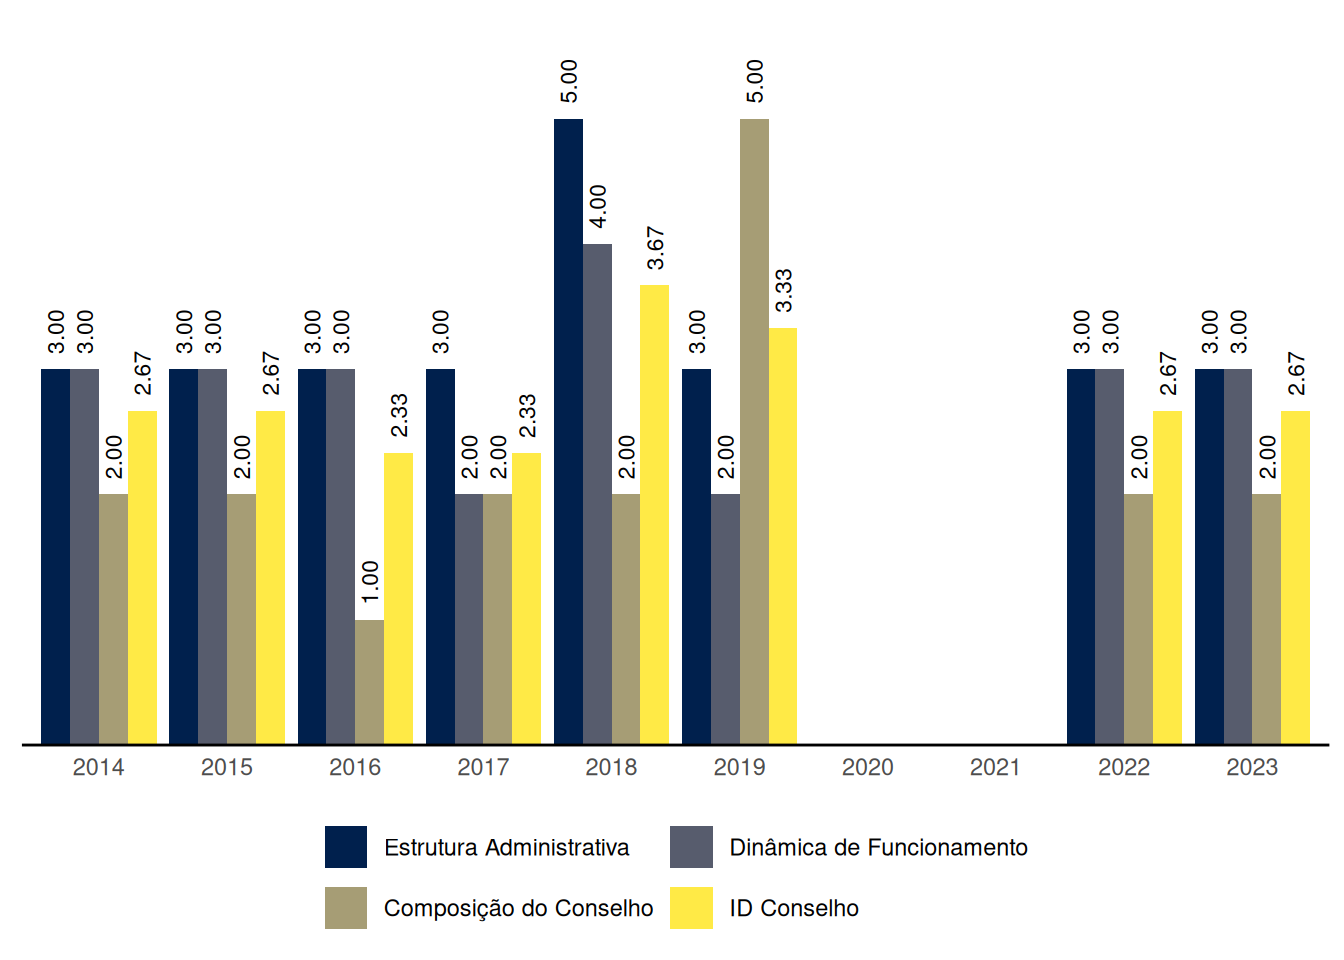 3.00 3.00 2.00 2.67
3.00 3.00 2.00 2.67
3.00 3.00 1.00 2.33
3.00 2.00 2.00 2.33
5.00 4.00 2.00 3.67
3.00 2.00 5.00 3.33
3.00 3.00 2.00 2.67
3.00 3.00 2.00 2.67
2014 2015 2016 2017 2018 2019 2020 2021 2022 2023
Estrutura Administrativa Dinâmica de Funcionamento
Composição do Conselho ID Conselho